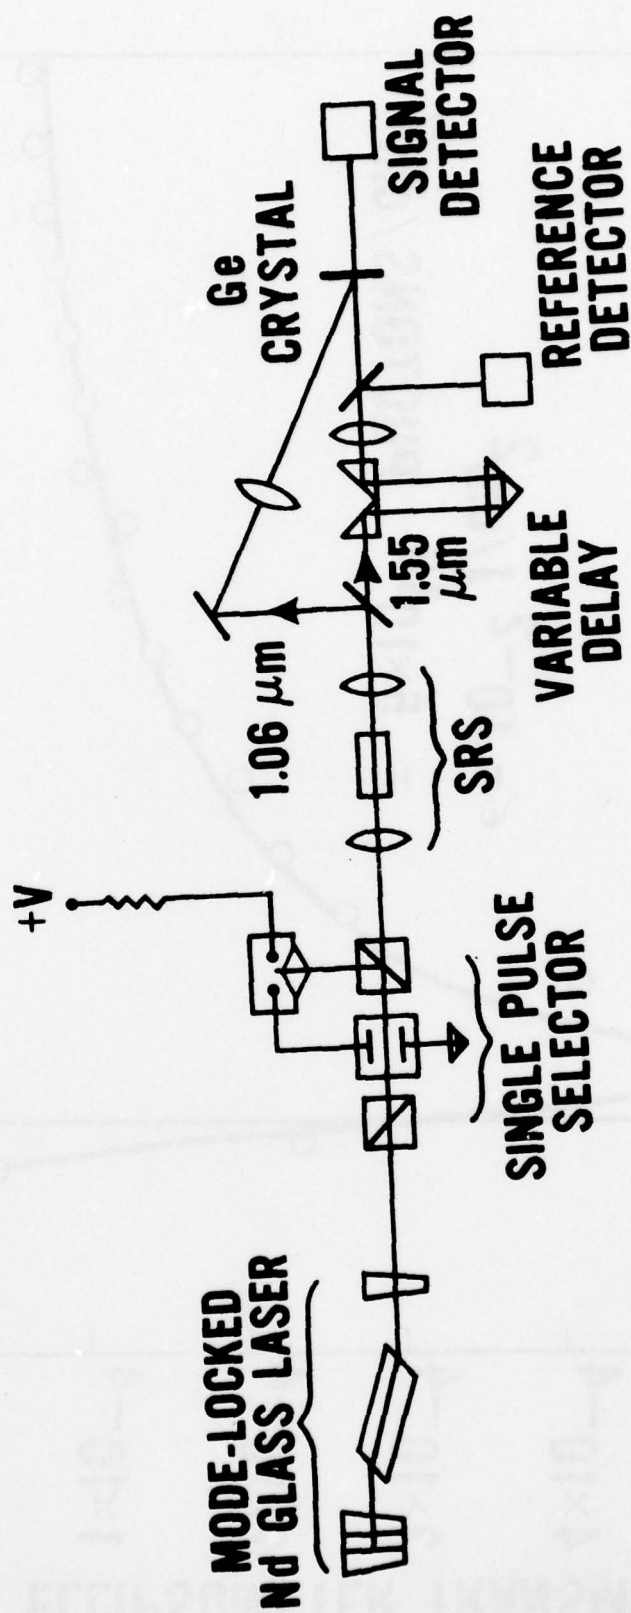 MODE-LOCKED
Nd GLASS LASER
+V
SINGLE PULSE
SELECTOR
SRS
1.06 μm
1.55
μm
VARIABLE
DELAY
Ge
CRYSTAL
SIGNAL
DETECTOR
REFERENCE
DETECTOR